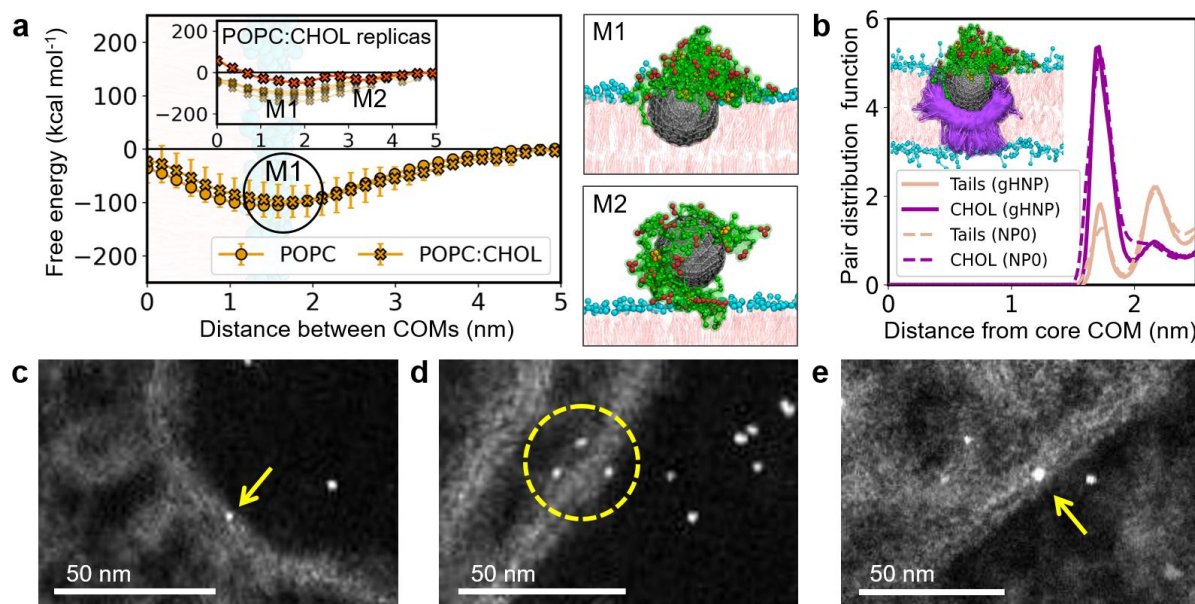 a
Free energy (kcal mol⁻¹)
200
100
0
-100
-200
200
0
-200
POPC:CHOL replicas
M1
M2
0 1 2 3 4 5
M1
POPC
POPC:CHOL
0 1 2 3 4 5
Distance between COMs (nm)
M1
M2
b
Pair distribution function
6
4
2
0
Tails (gHNP)
CHOL (gHNP)
Tails (NP0)
CHOL (NP0)
0 1 2
Distance from core COM (nm)
c
50 nm
d
50 nm
e
50 nm